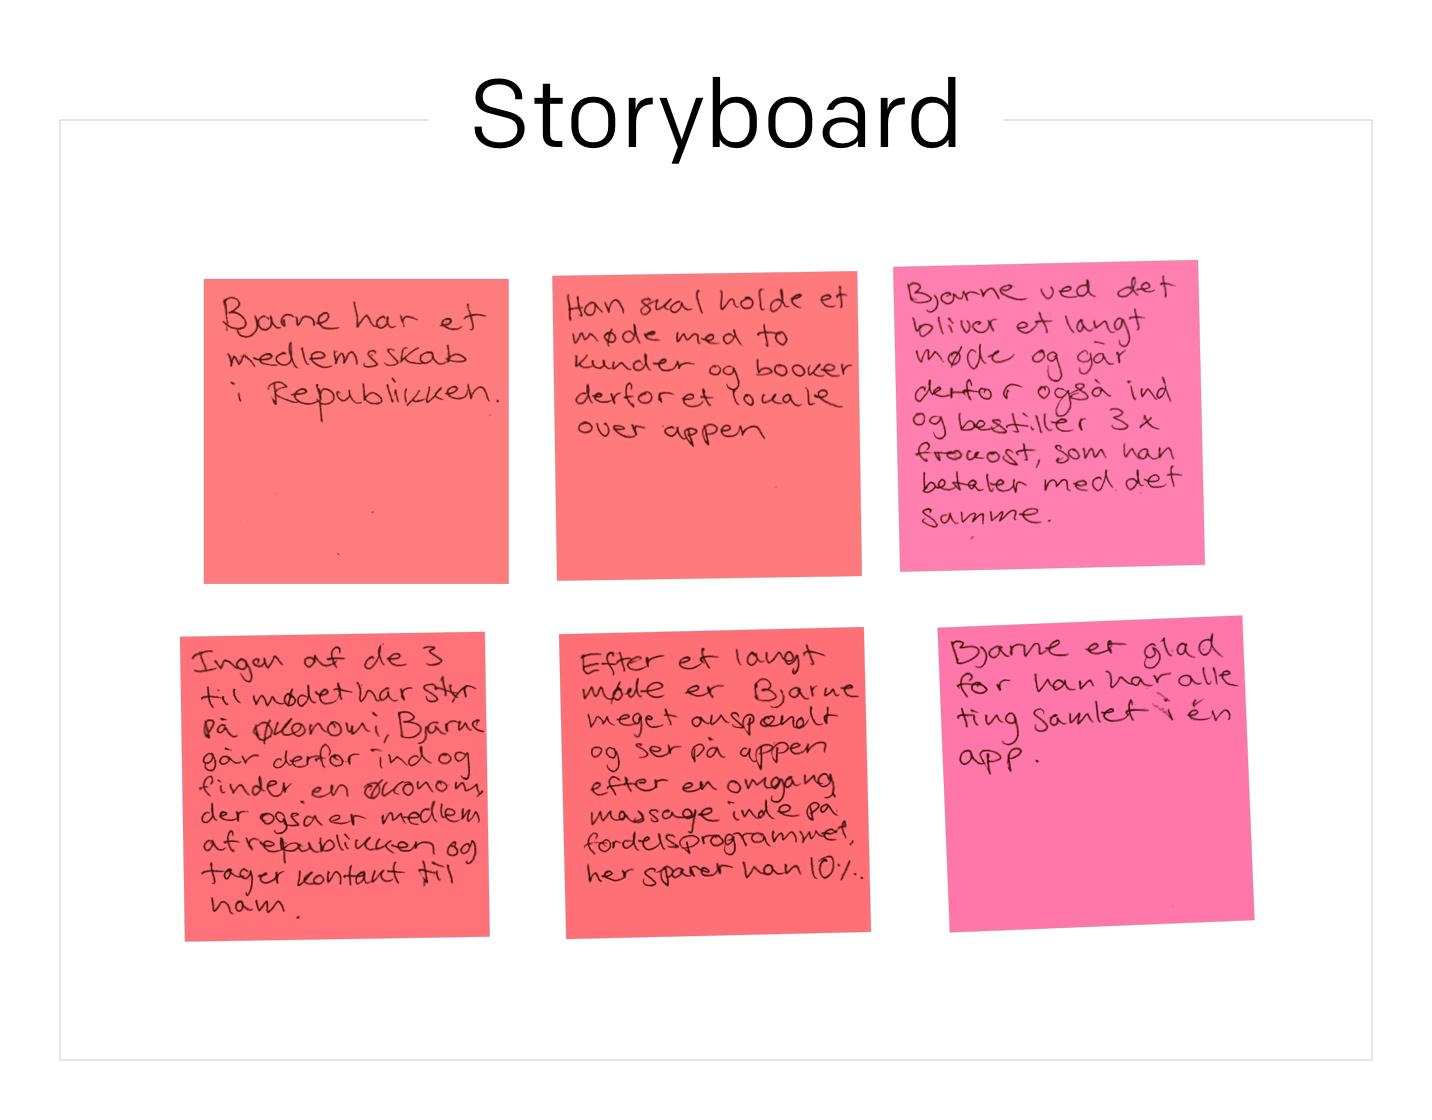 Storyboard
Bjarne har et
medlemsskab
i Republikken.
Han skal holde et
møde med to
kunder og booker
derfor et lokale
over appen
Bjarne ved det
bliver et langt
møde og går
derfor også ind
og bestiller 3 x
frokost, som han
betaler med det
samme.
Ingen af de 3
til mødet har styr
på økonomi, Bjarne
går derfor ind og
finder en økonom,
der også er medlem
af republikken og
tager kontakt til
ham.
Efter et langt
møde er Bjarne
meget anspændt
og ser på appen
efter en omgang
massage inde på
fordelsprogrammet,
her sparer han 10%.
Bjarne er glad
for han har alle
ting samlet i én
app.